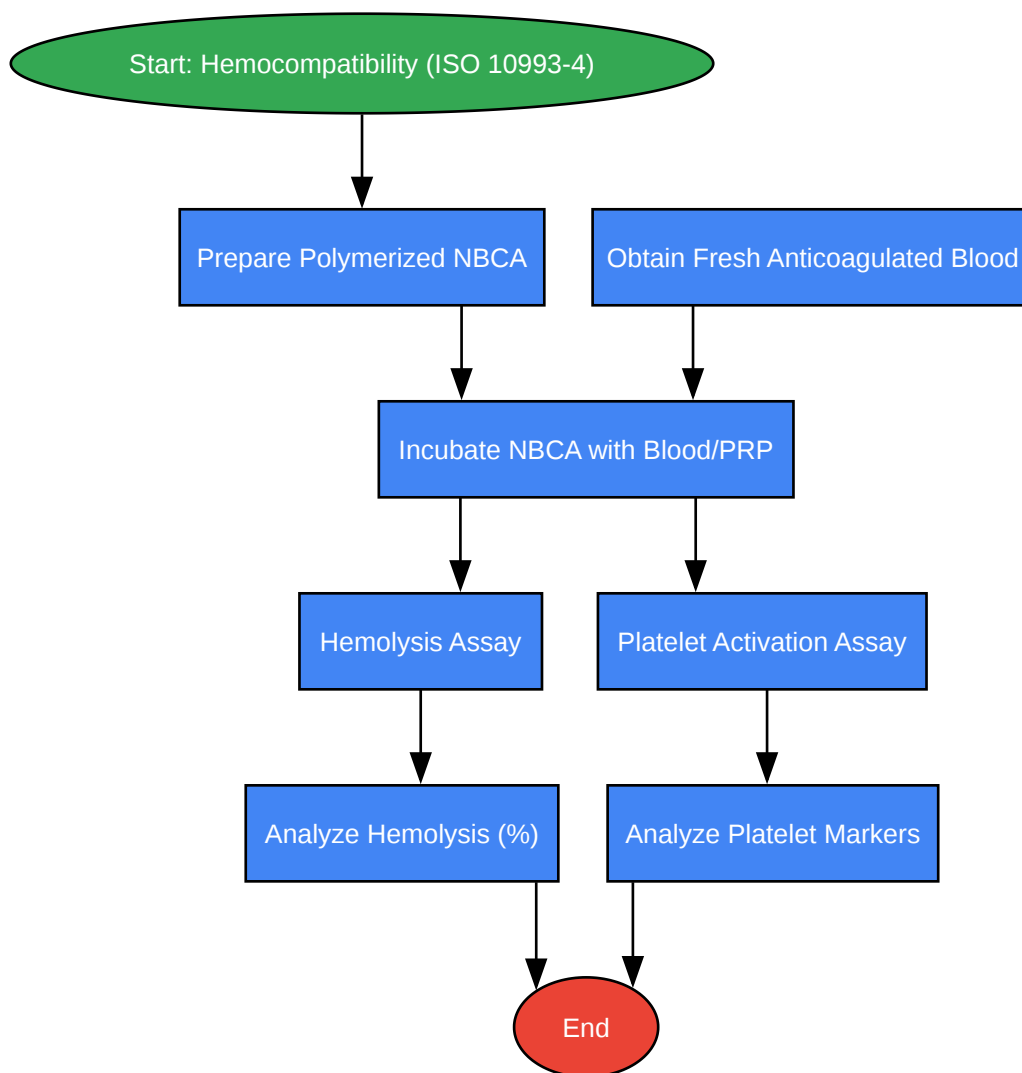 Start: Hemocompatibility (ISO 10993-4)
Prepare Polymerized NBCA
Obtain Fresh Anticoagulated Blood
Incubate NBCA with Blood/PRP
Hemolysis Assay
Platelet Activation Assay
Analyze Hemolysis (%)
Analyze Platelet Markers
End